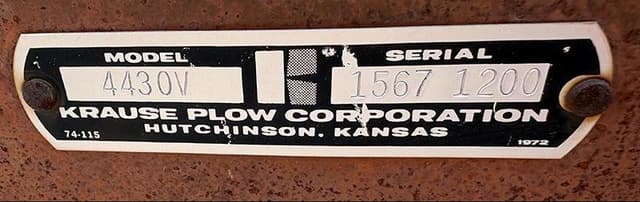 MODEL SERIAL
4430V 1567 1200
KRAUSE PLOW CORPORATION
74-115 HUTCHINSON, KANSAS 1972